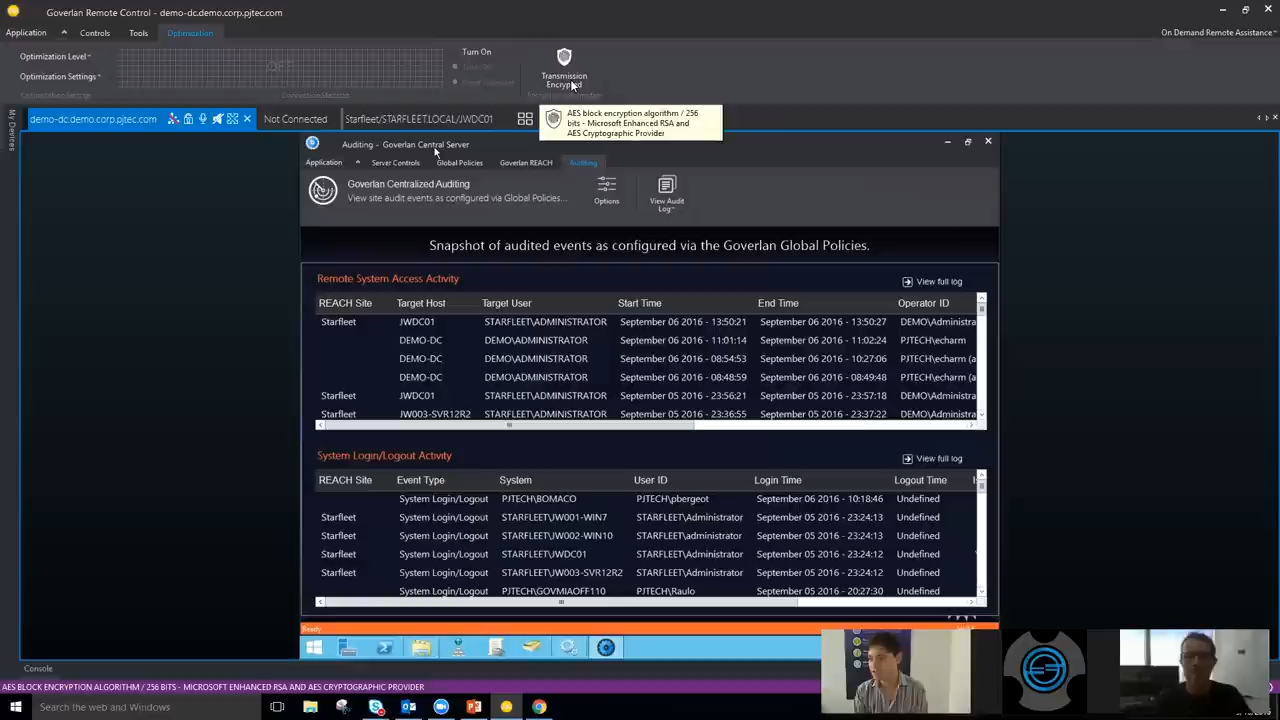 Goverlan Remote Control - demo-dc.demo.corp.pjtec.com
Application Controls Tools Optimization On Demand Remote Assistance
Optimization Level
Optimization Settings
Turn On
Transmission
Encrypted
AES block encryption algorithm / 256
bits - Microsoft Enhanced RSA and
AES Cryptographic Provider
My Devices
demo-dc.demo.corp.pjtec.com Not Connected Starfleet/STARFLEET.LOCAL/JWDC01
Auditing - Goverlan Central Server
Application Server Controls Global Policies Goverlan REACH Auditing
Goverlan Centralized Auditing
View site audit events as configured via Global Policies...
Options
View Audit
Log
Snapshot of audited events as configured via the Goverlan Global Policies.
Remote System Access Activity View full log
REACH Site Target Host Target User Start Time End Time Operator ID
Starfleet JWDC01 STARFLEET\ADMINISTRATOR September 06 2016 - 13:50:21 September 06 2016 - 13:50:27 DEMO\Administra
DEMO-DC DEMO\ADMINISTRATOR September 06 2016 - 11:01:14 September 06 2016 - 11:02:24 PJTECH\echarm
DEMO-DC DEMO\ADMINISTRATOR September 06 2016 - 08:54:53 September 06 2016 - 10:27:06 PJTECH\echarm (a
DEMO-DC DEMO\ADMINISTRATOR September 06 2016 - 08:48:59 September 06 2016 - 08:49:48 PJTECH\echarm (a
Starfleet JWDC01 STARFLEET\ADMINISTRATOR September 05 2016 - 23:56:21 September 05 2016 - 23:57:18 DEMO\Administra
Starfleet JW003-SVR12R2 STARFLEET\ADMINISTRATOR September 05 2016 - 23:36:55 September 05 2016 - 23:37:22 DEMO\Administra
System Login/Logout Activity View full log
REACH Site Event Type System User ID Login Time Logout Time
System Login/Logout PJTECH\BOMACO PJTECH\pbergeot September 06 2016 - 10:18:46 Undefined
Starfleet System Login/Logout STARFLEET\JW001-WIN7 STARFLEET\Administrator September 05 2016 - 23:24:13 Undefined
Starfleet System Login/Logout STARFLEET\JW002-WIN10 STARFLEET\administrator September 05 2016 - 23:24:13 Undefined
Starfleet System Login/Logout STARFLEET\JWDC01 STARFLEET\Administrator September 05 2016 - 23:24:12 Undefined
Starfleet System Login/Logout STARFLEET\JW003-SVR12R2 STARFLEET\Administrator September 05 2016 - 23:24:12 Undefined
System Login/Logout PJTECH\GOVMIAOFF110 PJTECH\Raulo September 05 2016 - 20:27:30 Undefined
Ready
Console
AES BLOCK ENCRYPTION ALGORITHM / 256 BITS - MICROSOFT ENHANCED RSA AND AES CRYPTOGRAPHIC PROVIDER
Search the web and Windows